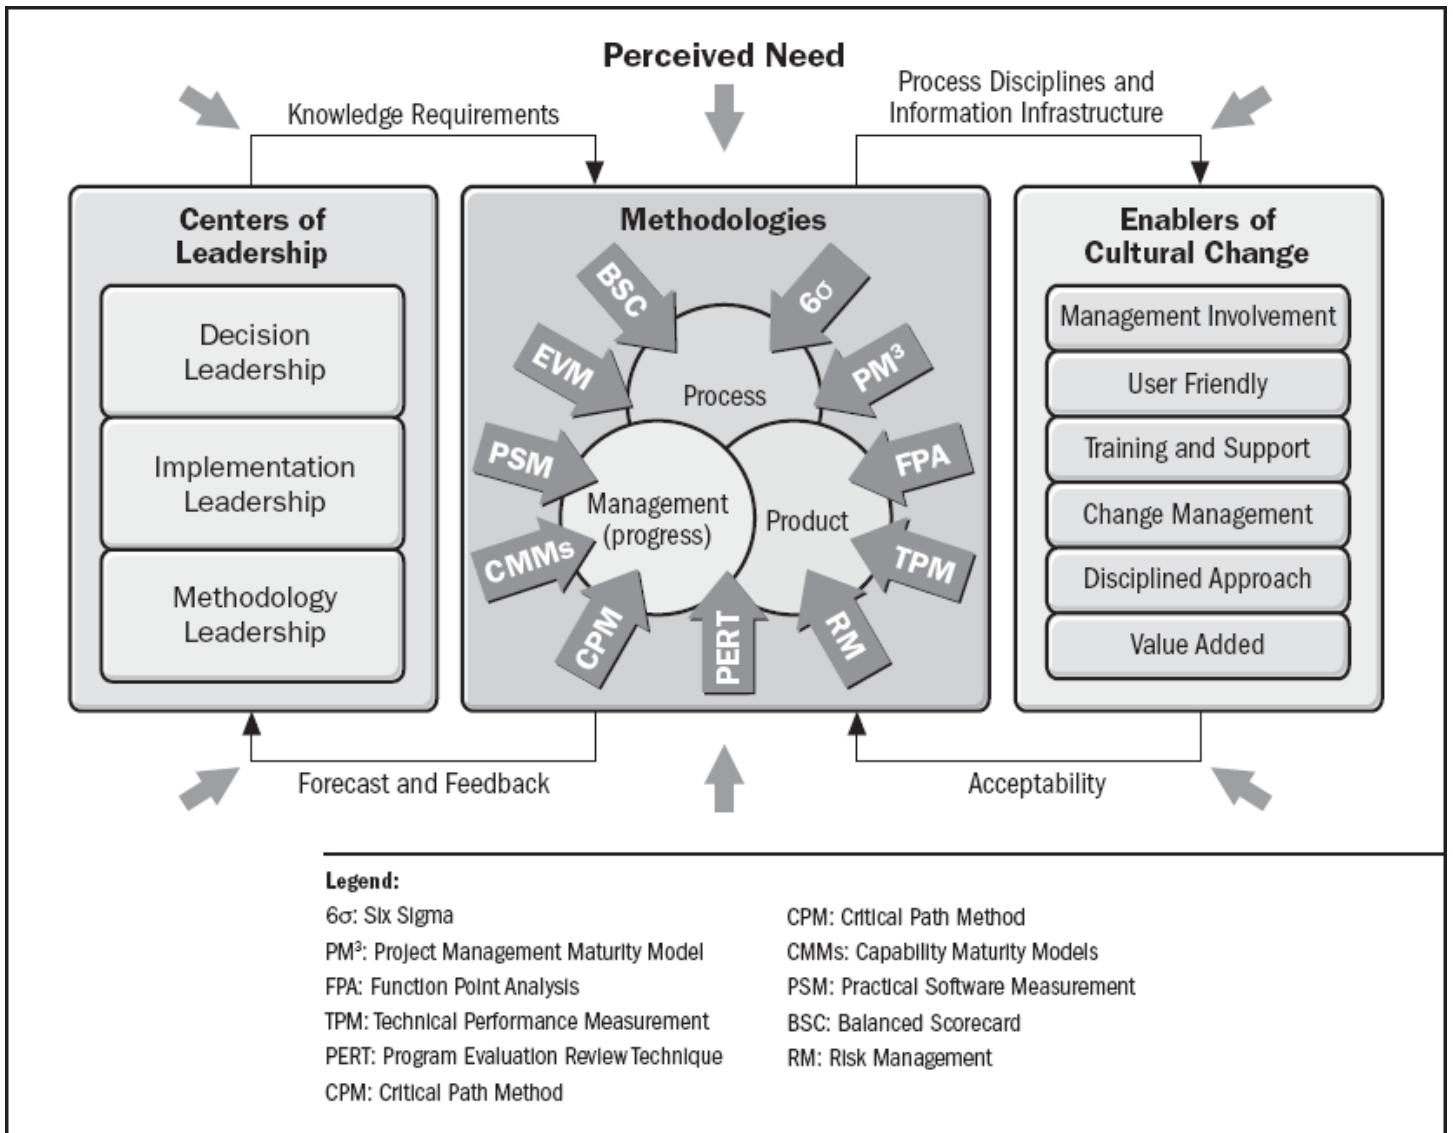 Perceived Need
Knowledge Requirements
Process Disciplines and
Information Infrastructure
Centers of
Leadership
Decision
Leadership
Implementation
Leadership
Methodology
Leadership
Methodologies
BSC
6σ
EVM
PM³
PSM
FPA
CMMs
TPM
CPM
PERT
RM
Process
Management
(progress)
Product
Enablers of
Cultural Change
Management Involvement
User Friendly
Training and Support
Change Management
Disciplined Approach
Value Added
Forecast and Feedback
Acceptability
Legend:
6σ: Six Sigma
PM³: Project Management Maturity Model
FPA: Function Point Analysis
TPM: Technical Performance Measurement
PERT: Program Evaluation Review Technique
CPM: Critical Path Method
CPM: Critical Path Method
CMMs: Capability Maturity Models
PSM: Practical Software Measurement
BSC: Balanced Scorecard
RM: Risk Management